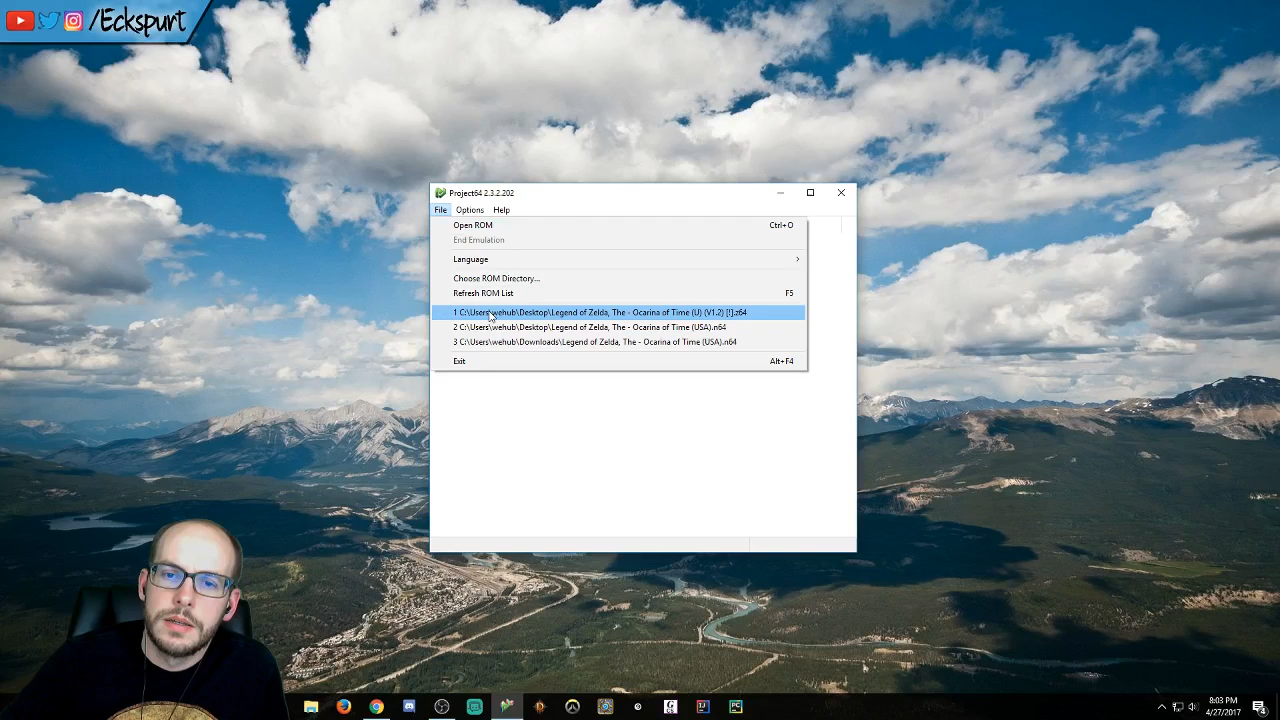 /Eckspurt
Project64 2.3.2.202
File Options Help
Open ROM Ctrl+O
End Emulation
Language
Choose ROM Directory...
Refresh ROM List F5
1 C:\Users\wehub\Desktop\Legend of Zelda, The - Ocarina of Time (U) (V1.2) [!].z64
2 C:\Users\wehub\Desktop\Legend of Zelda, The - Ocarina of Time (USA).n64
3 C:\Users\wehub\Downloads\Legend of Zelda, The - Ocarina of Time (USA).n64
Exit Alt+F4
8:03 PM
4/27/2017